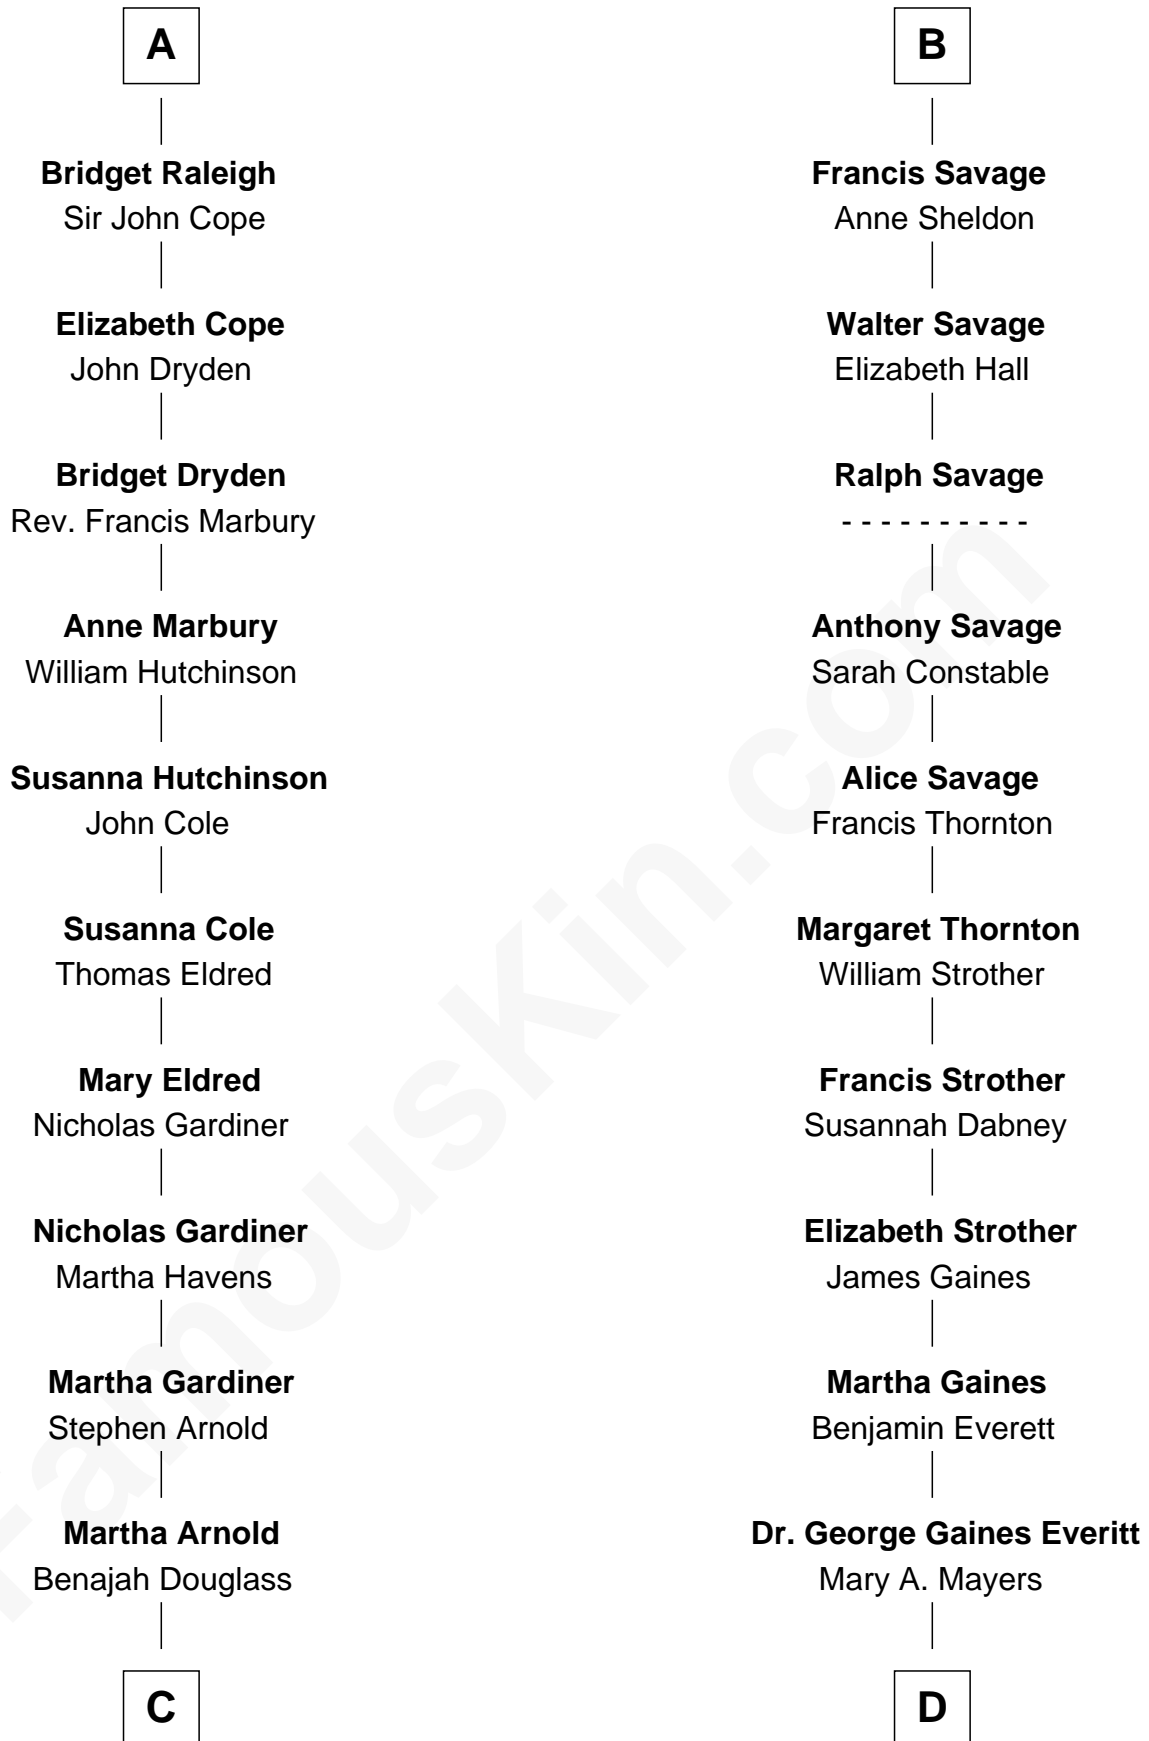 A
Bridget Raleigh
Sir John Cope
Elizabeth Cope
John Dryden
Bridget Dryden
Rev. Francis Marbury
Anne Marbury
William Hutchinson
Susanna Hutchinson
John Cole
Susanna Cole
Thomas Eldred
Mary Eldred
Nicholas Gardiner
Nicholas Gardiner
Martha Havens
Martha Gardiner
Stephen Arnold
Martha Arnold
Benajah Douglass
C
B
Francis Savage
Anne Sheldon
Walter Savage
Elizabeth Hall
Ralph Savage
- - - - - - - - - -
Anthony Savage
Sarah Constable
Alice Savage
Francis Thornton
Margaret Thornton
William Strother
Francis Strother
Susannah Dabney
Elizabeth Strother
James Gaines
Martha Gaines
Benjamin Everett
Dr. George Gaines Everitt
Mary A. Mayers
D
FamousKin.com